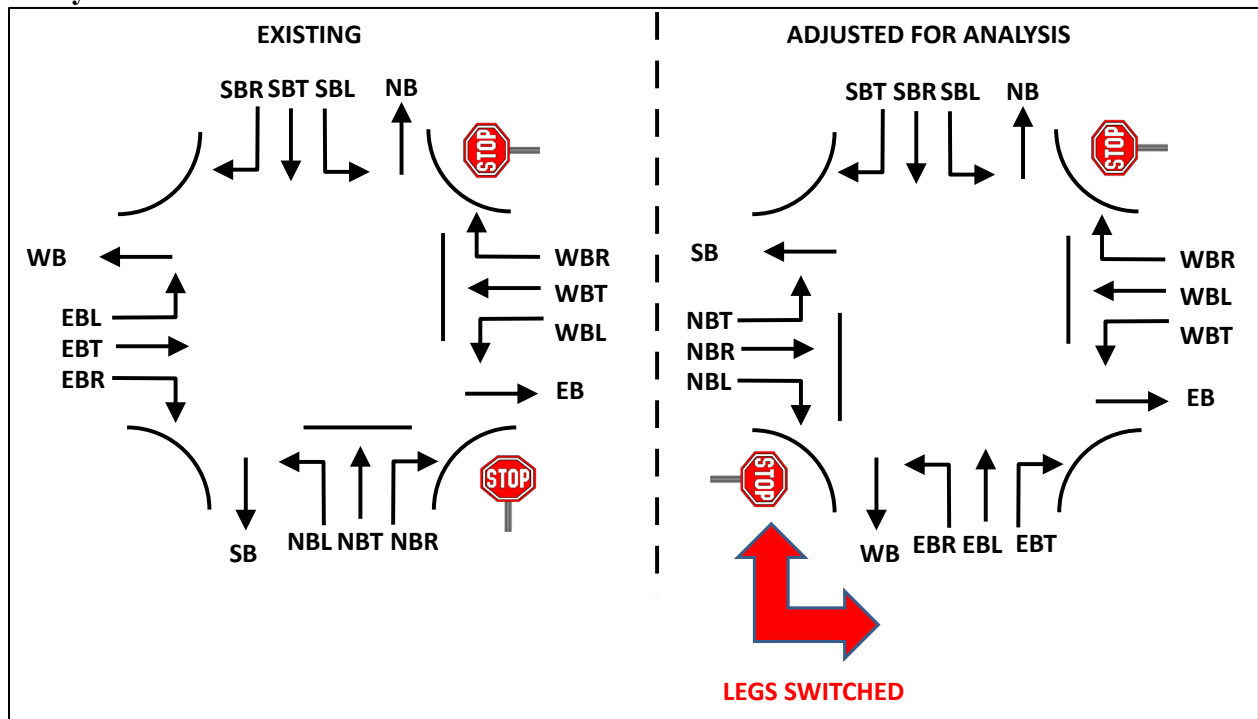 EXISTING
SBR SBT SBL NB
STOP
WB
WBR
WBT
WBL
EBL
EBT
EBR
EB
STOP
SB
NBL NBT NBR
ADJUSTED FOR ANALYSIS
SBT SBR SBL NB
STOP
SB
WBR
WBL
WBT
NBT
NBR
NBL
EB
STOP
WB
EBR EBL EBT
LEGS SWITCHED